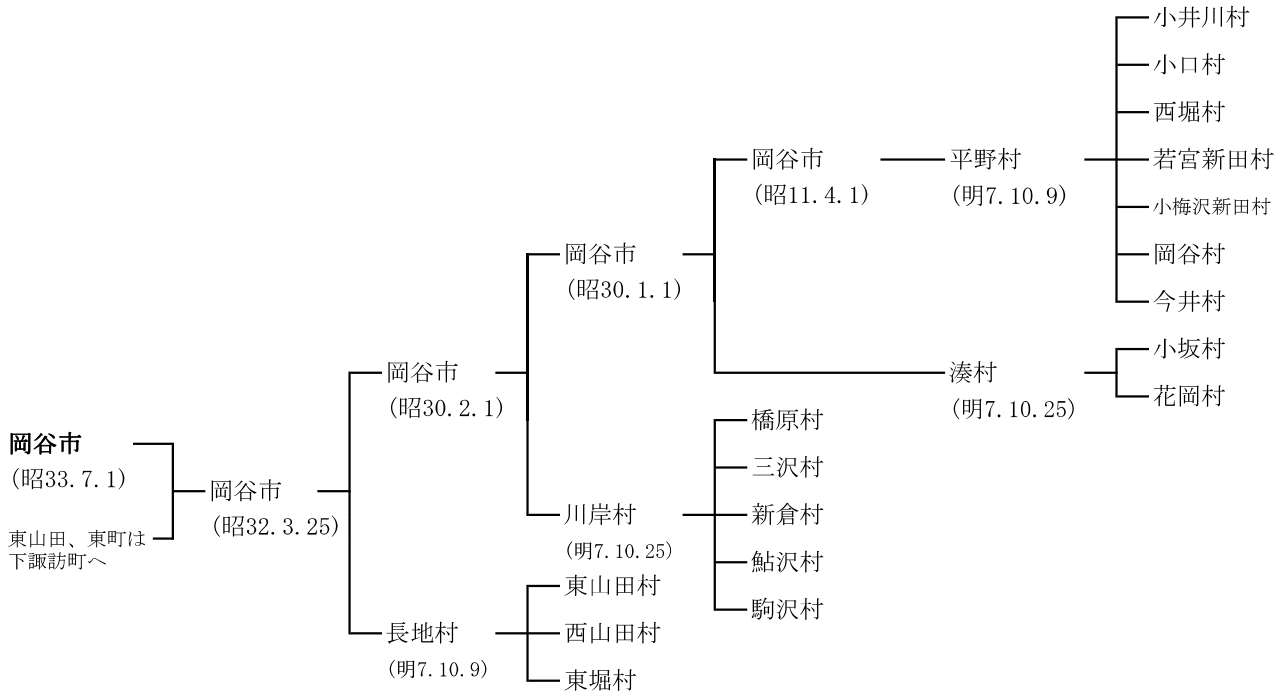 岡谷市
(昭33.7.1)
東山田、東町は
下諏訪町へ
岡谷市
(昭32.3.25)
岡谷市
(昭30.2.1)
長地村
(明7.10.9)
岡谷市
(昭30.1.1)
川岸村
(明7.10.25)
東山田村
西山田村
東堀村
岡谷市
(昭11.4.1)
橋原村
三沢村
新倉村
鮎沢村
駒沢村
平野村
(明7.10.9)
湊村
(明7.10.25)
小井川村
小口村
西堀村
若宮新田村
小梅沢新田村
岡谷村
今井村
小坂村
花岡村